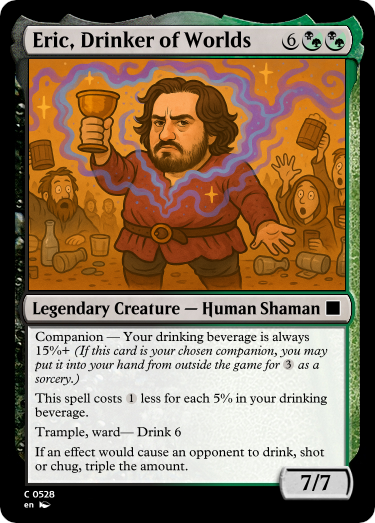 Eric, Drinker of Worlds 6
Legendary Creature — Human Shaman
Companion — Your drinking beverage is always
15%+ (If this card is your chosen companion, you may
put it into your hand from outside the game for 3 as a
sorcery.)
This spell costs 1 less for each 5% in your drinking
beverage.
Trample, ward— Drink 6
If an effect would cause an opponent to drink, shot
or chug, triple the amount.
7/7
C 0528
en